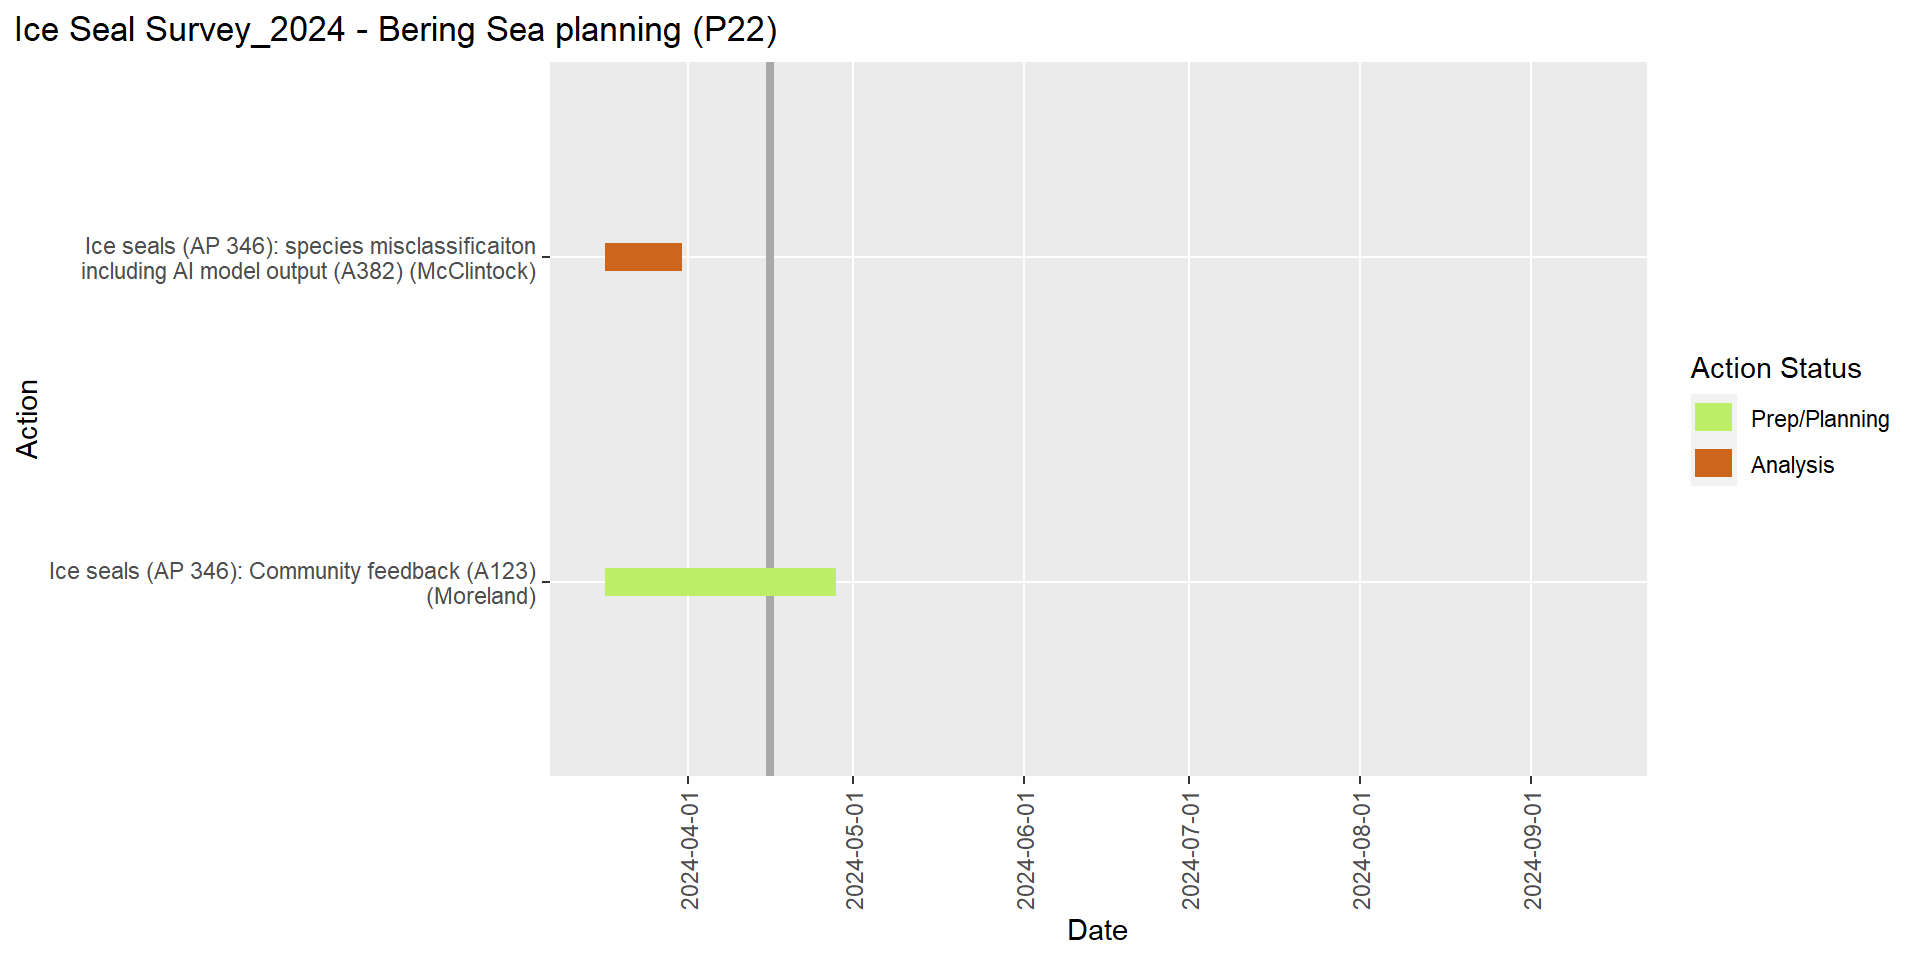 Ice Seal Survey_2024 - Bering Sea planning (P22)
Action
Ice seals (AP 346): species misclassificaiton
including AI model output (A382) (McClintock)
Ice seals (AP 346): Community feedback (A123)
(Moreland)
2024-04-01
2024-05-01
2024-06-01
2024-07-01
2024-08-01
2024-09-01
Date
Action Status
Prep/Planning
Analysis